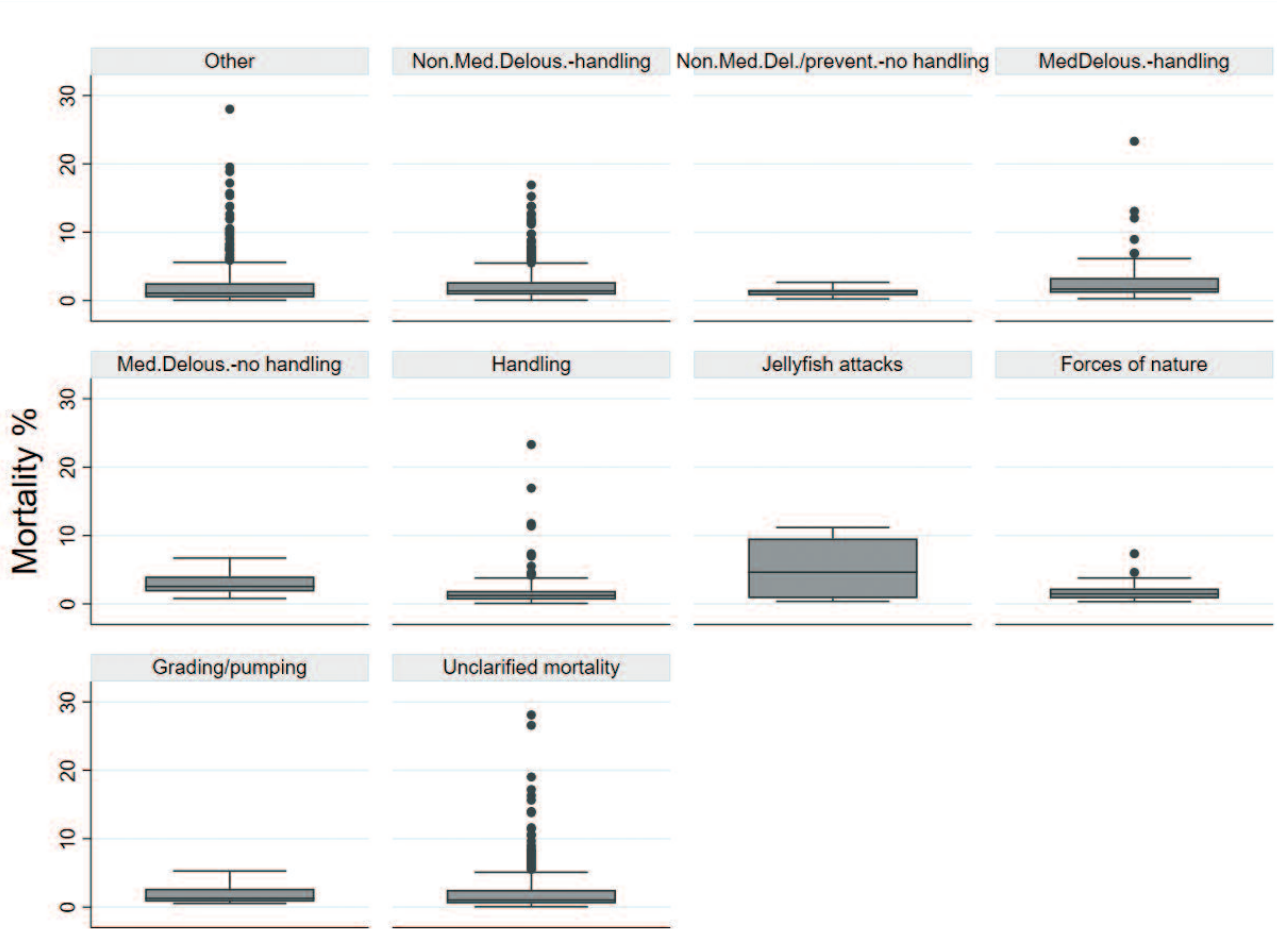 Other
Non.Med.Delous.-handling
Non.Med.Del./prevent.-no handling
MedDelous.-handling
30
20
10
0
Med.Delous.-no handling
Handling
Jellyfish attacks
Forces of nature
Mortality %
30
20
10
0
Grading/pumping
Unclarified mortality
30
20
10
0